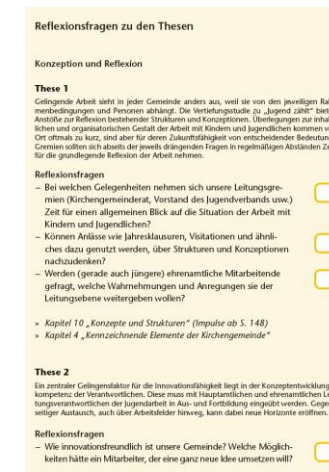 Reflexionsfragen zu den Thesen
Konzeption und Reflexion
These 1
Gelingende Arbeit sieht in jeder Gemeinde anders aus, weil sie von den jeweiligen Rah-
menbedingungen und Personen abhängt. Die Vertiefungsstudie zu „Jugend zählt“ biet
Anstöße zur Reflexion bestehender Strukturen und Konzeptionen. Überlegungen zur inhal
lichen und organisatorischen Gestalt der Arbeit mit Kindern und Jugendlichen kommen v
Ort oftmals zu kurz, sind aber für deren Zukunftsfähigkeit von entscheidender Bedeutun
Gremien sollten sich abseits der jeweils drängenden Fragen in regelmäßigen Abständen Ze
für die grundlegende Reflexion der Arbeit nehmen.
Reflexionsfragen
– Bei welchen Gelegenheiten nehmen sich unsere Leitungsgre-
mien (Kirchengemeinderat, Vorstand des Jugendverbands usw.)
Zeit für einen allgemeinen Blick auf die Situation der Arbeit mit
Kindern und Jugendlichen?
– Können Anlässe wie Jahresklausuren, Visitationen und ähnli-
ches dazu genutzt werden, über Strukturen und Konzeptionen
nachzudenken?
– Werden (gerade auch jüngere) ehrenamtliche Mitarbeitende
gefragt, welche Wahrnehmungen und Anregungen sie der
Leitungsebene weitergeben wollen?
» Kapitel 10 „Konzepte und Strukturen“ (Impulse ab S. 148)
» Kapitel 4 „Kennzeichnende Elemente der Kirchengemeinde“
These 2
Ein zentraler Gelingensfaktor für die Innovationsfähigkeit liegt in der Konzeptentwicklung
kompetenz der Verantwortlichen. Diese muss mit Hauptamtlichen und ehrenamtlichen Le
tungsverantwortlichen der Jugendarbeit in Aus- und Fortbildung eingeübt werden. Gege
seitiger Austausch, auch über Arbeitsfelder hinweg, kann dabei neue Horizonte eröffnen.
Reflexionsfragen
– Wie innovationsfreundlich ist unsere Gemeinde? Welche Möglich-
keiten hätte ein Mitarbeiter, der eine ganz neue Idee umsetzen will?